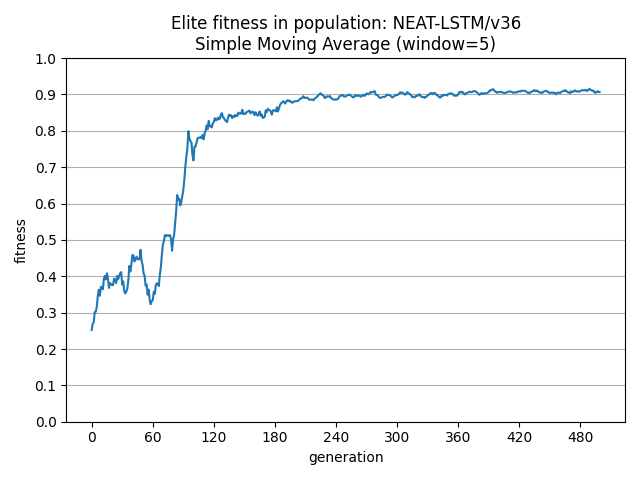 Elite fitness in population: NEAT-LSTM/v36
Simple Moving Average (window=5)
1.0
0.9
0.8
0.7
0.6
0.5
0.4
0.3
0.2
0.1
0.0
fitness
0 60 120 180 240 300 360 420 480
generation